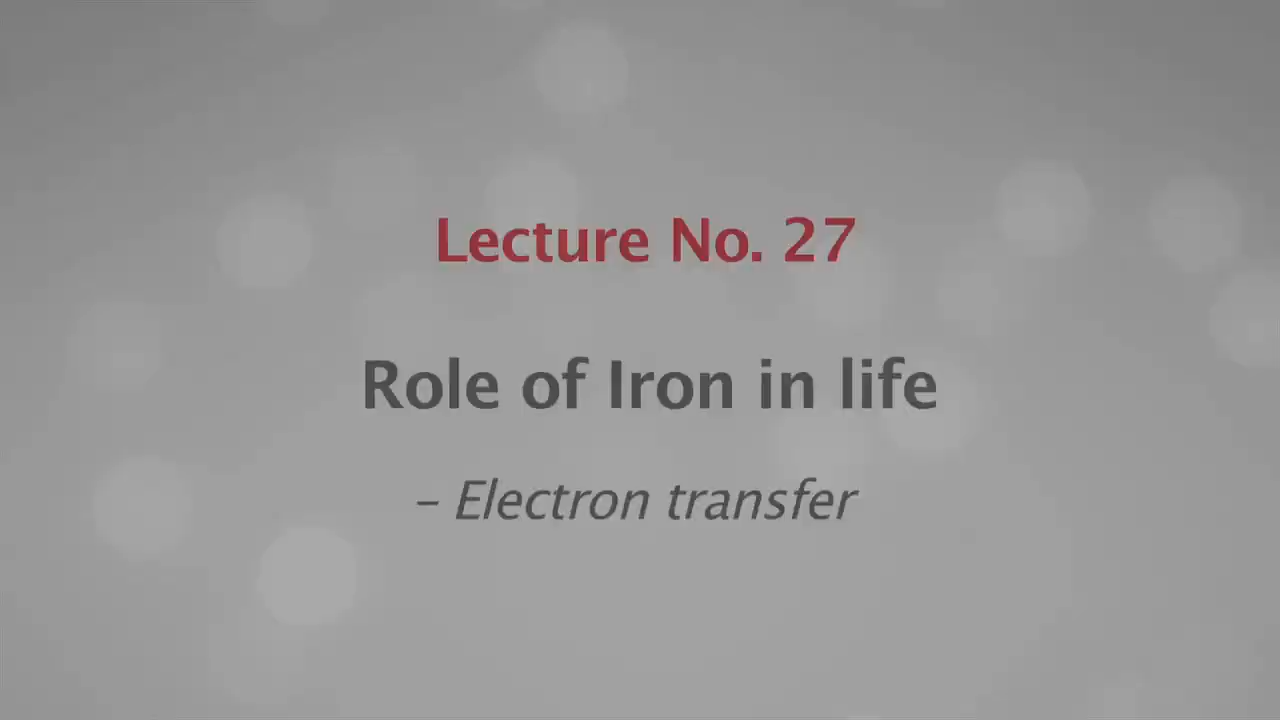 Lecture No. 27
Role of Iron in life
– Electron transfer